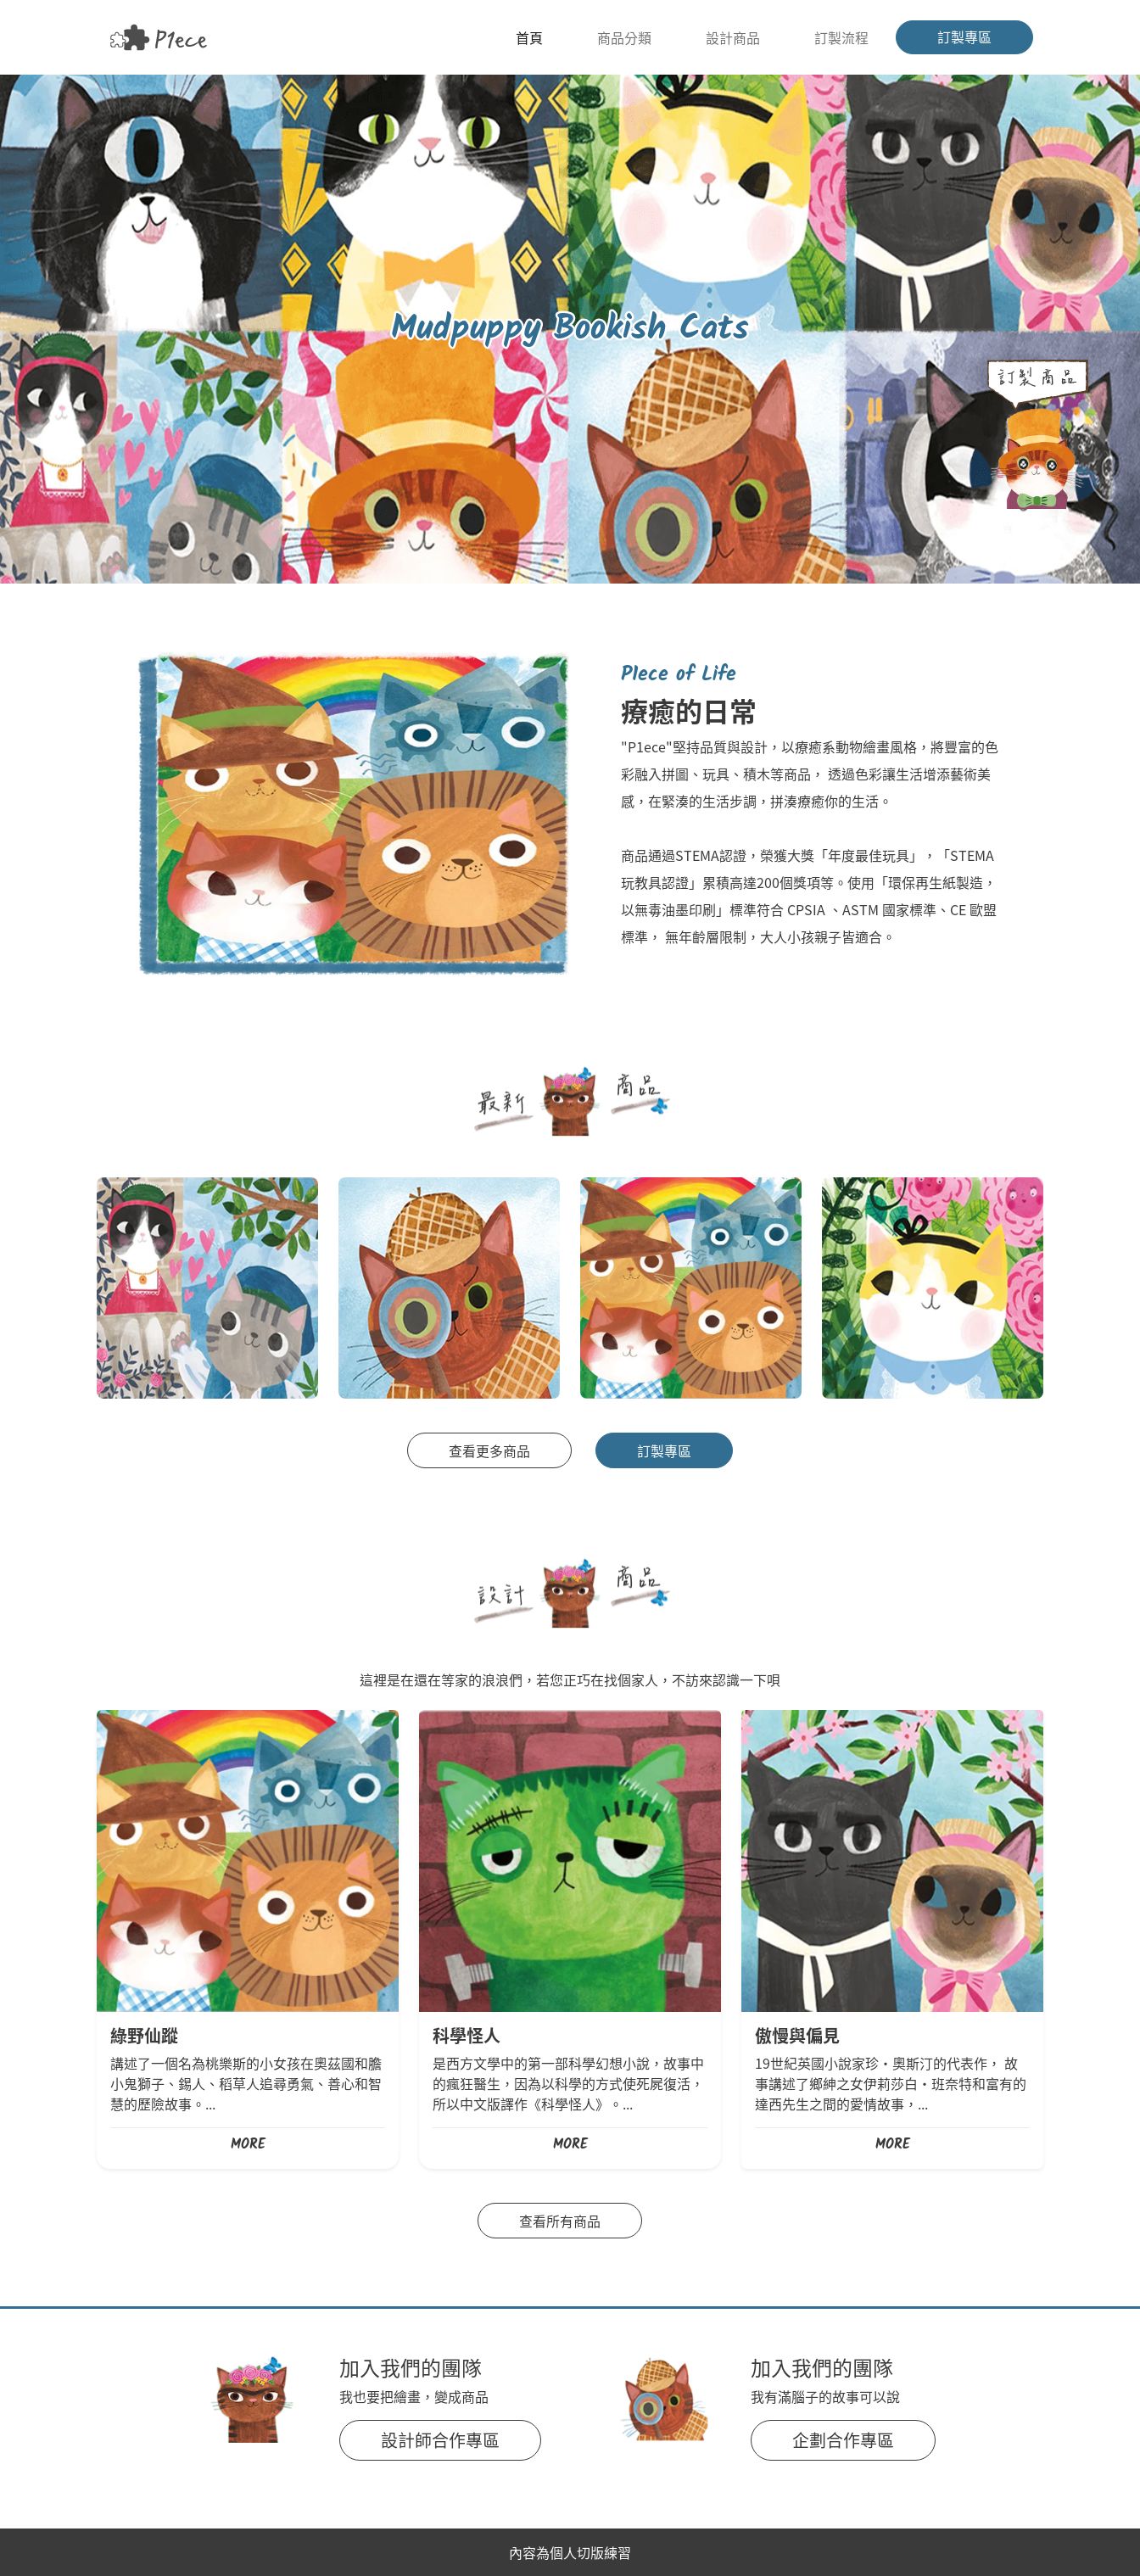 P1ece
首頁
商品分類
設計商品
訂製流程
訂製專區
Mudpuppy Bookish Cats
訂製商品
P1ece of Life
療癒的日常
"P1ece"堅持品質與設計，以療癒系動物繪畫風格，將豐富的色
彩融入拼圖、玩具、積木等商品， 透過色彩讓生活增添藝術美
感，在緊湊的生活步調，拼湊療癒你的生活。
商品通過STEMA認證，榮獲大獎「年度最佳玩具」，「STEMA
玩教具認證」累積高達200個獎項等。使用「環保再生紙製造，
以無毒油墨印刷」標準符合 CPSIA 、ASTM 國家標準、CE 歐盟
標準， 無年齡層限制，大人小孩親子皆適合。
最新 商品
查看更多商品
訂製專區
設計 商品
這裡是在還在等家的浪浪們，若您正巧在找個家人，不訪來認識一下唄
綠野仙蹤
講述了一個名為桃樂斯的小女孩在奧茲國和膽
小鬼獅子、錫人、稻草人追尋勇氣、善心和智
慧的歷險故事。...
MORE
科學怪人
是西方文學中的第一部科學幻想小說，故事中
的瘋狂醫生，因為以科學的方式使死屍復活，
所以中文版譯作《科學怪人》。...
MORE
傲慢與偏見
19世紀英國小說家珍・奧斯汀的代表作， 故
事講述了鄉紳之女伊莉莎白・班奈特和富有的
達西先生之間的愛情故事，...
MORE
查看所有商品
加入我們的團隊
我也要把繪畫，變成商品
設計師合作專區
加入我們的團隊
我有滿腦子的故事可以說
企劃合作專區
內容為個人切版練習